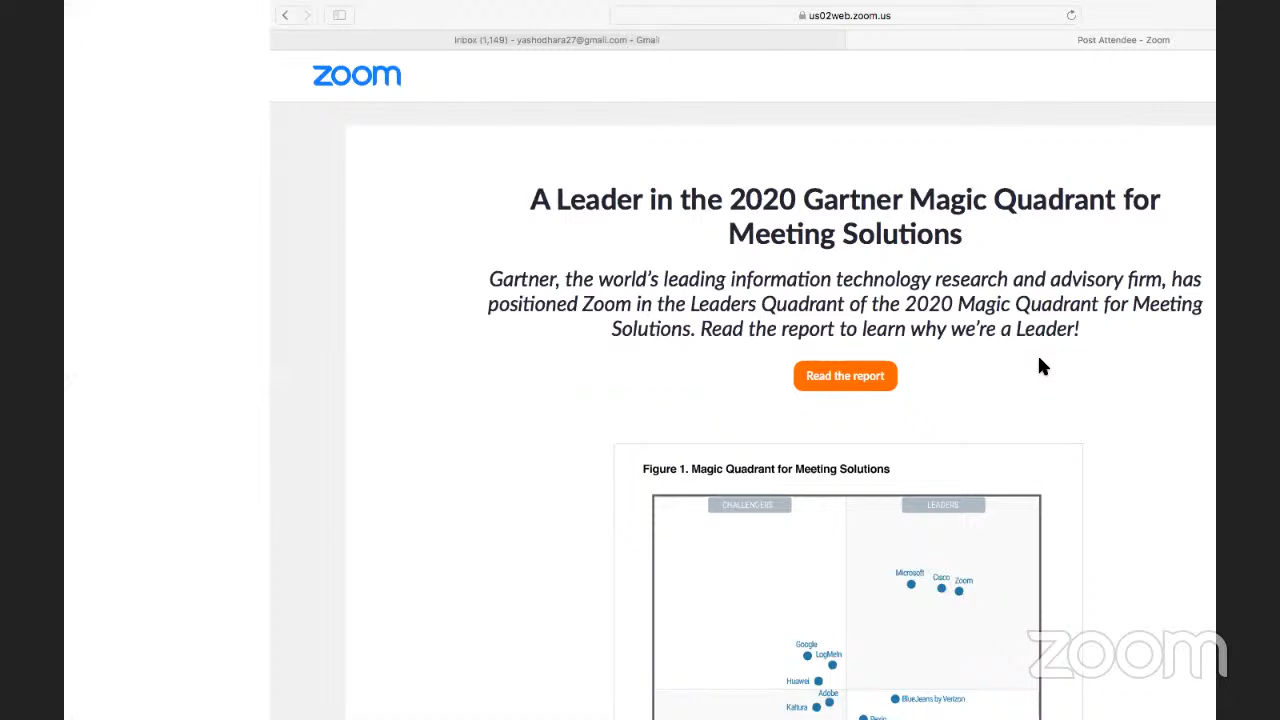 us02web.zoom.us
Inbox (1,149) - yashodhara27@gmail.com - Gmail
Post Attendee - Zoom
zoom
A Leader in the 2020 Gartner Magic Quadrant for
Meeting Solutions
Gartner, the world's leading information technology research and advisory firm, has
positioned Zoom in the Leaders Quadrant of the 2020 Magic Quadrant for Meeting
Solutions. Read the report to learn why we're a Leader!
Read the report
Figure 1. Magic Quadrant for Meeting Solutions
CHALLENGERS
LEADERS
Microsoft
Cisco
Zoom
Google
LogMeIn
Huawei
Adobe
Kaltura
BlueJeans by Verizon
Pexip
zoom